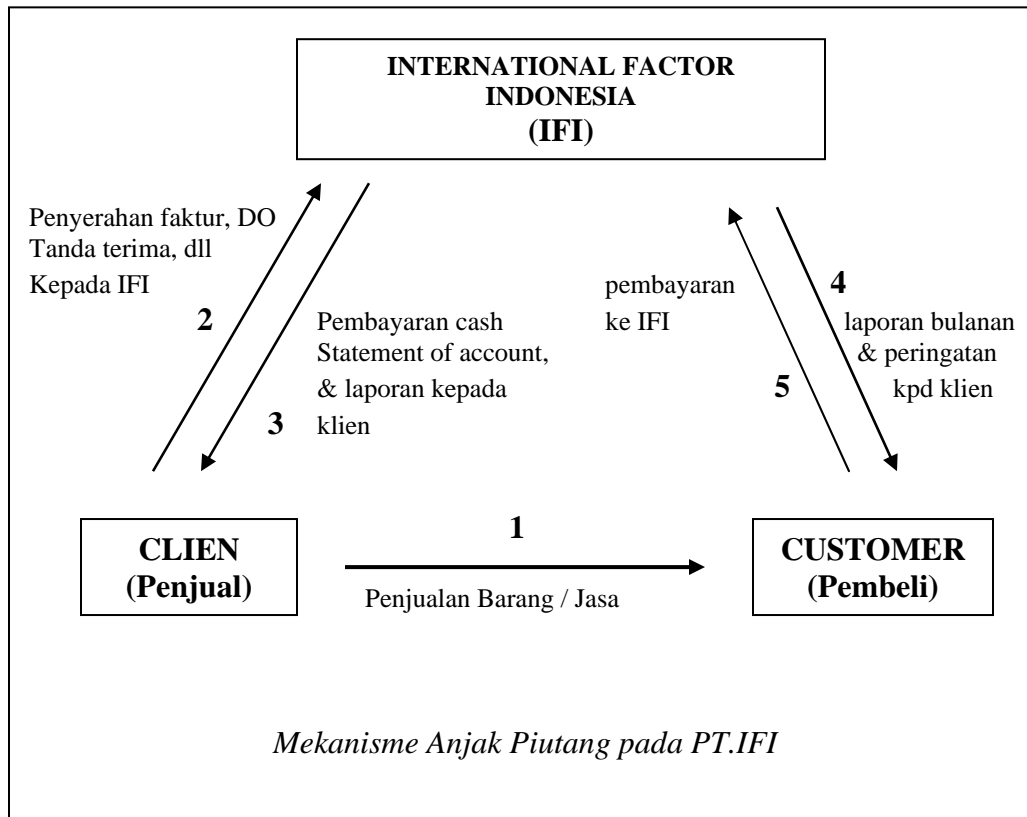 INTERNATIONAL FACTOR
INDONESIA
(IFI)
Penyerahan faktur, DO
Tanda terima, dll
Kepada IFI
2
Pembayaran cash
Statement of account,
& laporan kepada
3 klien
pembayaran
ke IFI
5
4
laporan bulanan
& peringatan
kpd klien
CLIEN
(Penjual)
1
Penjualan Barang / Jasa
CUSTOMER
(Pembeli)
Mekanisme Anjak Piutang pada PT.IFI